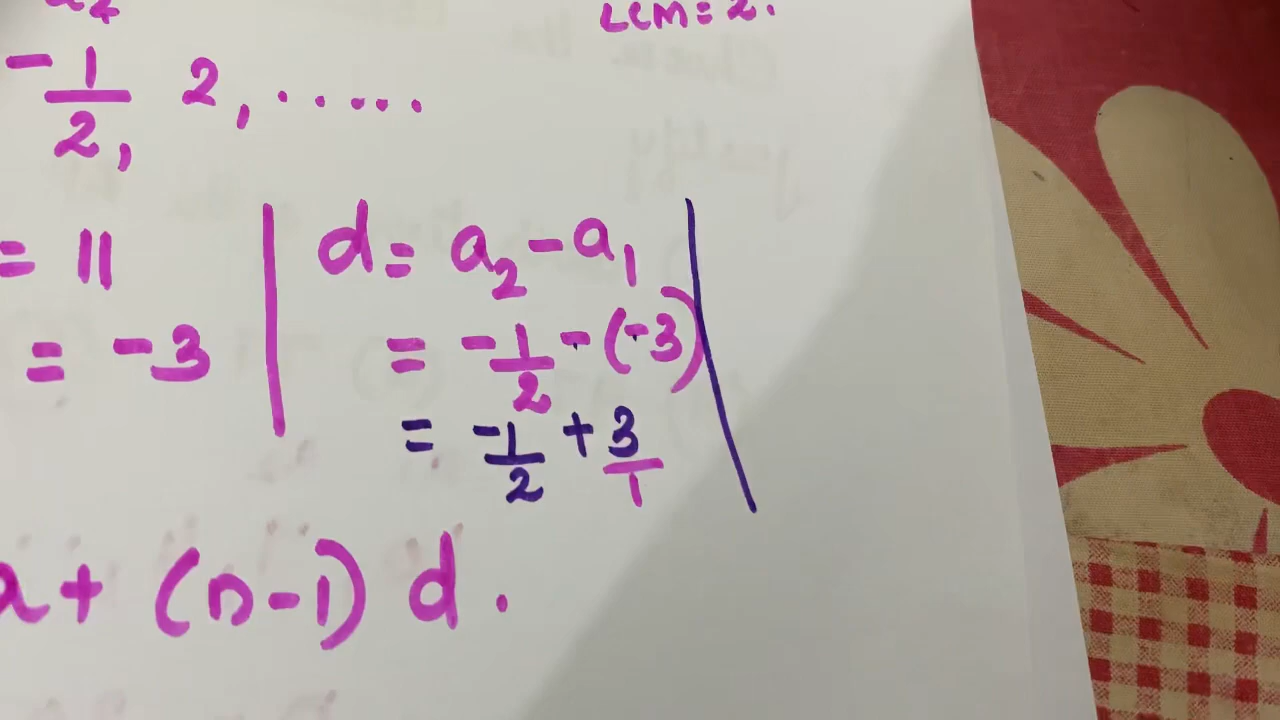 LCM = 2.
-1/2, 2, .....
= 11
d = a₂ - a₁
= -3
= -1/2 - (-3)
= -1/2 + 3/1
a + (n-1) d.